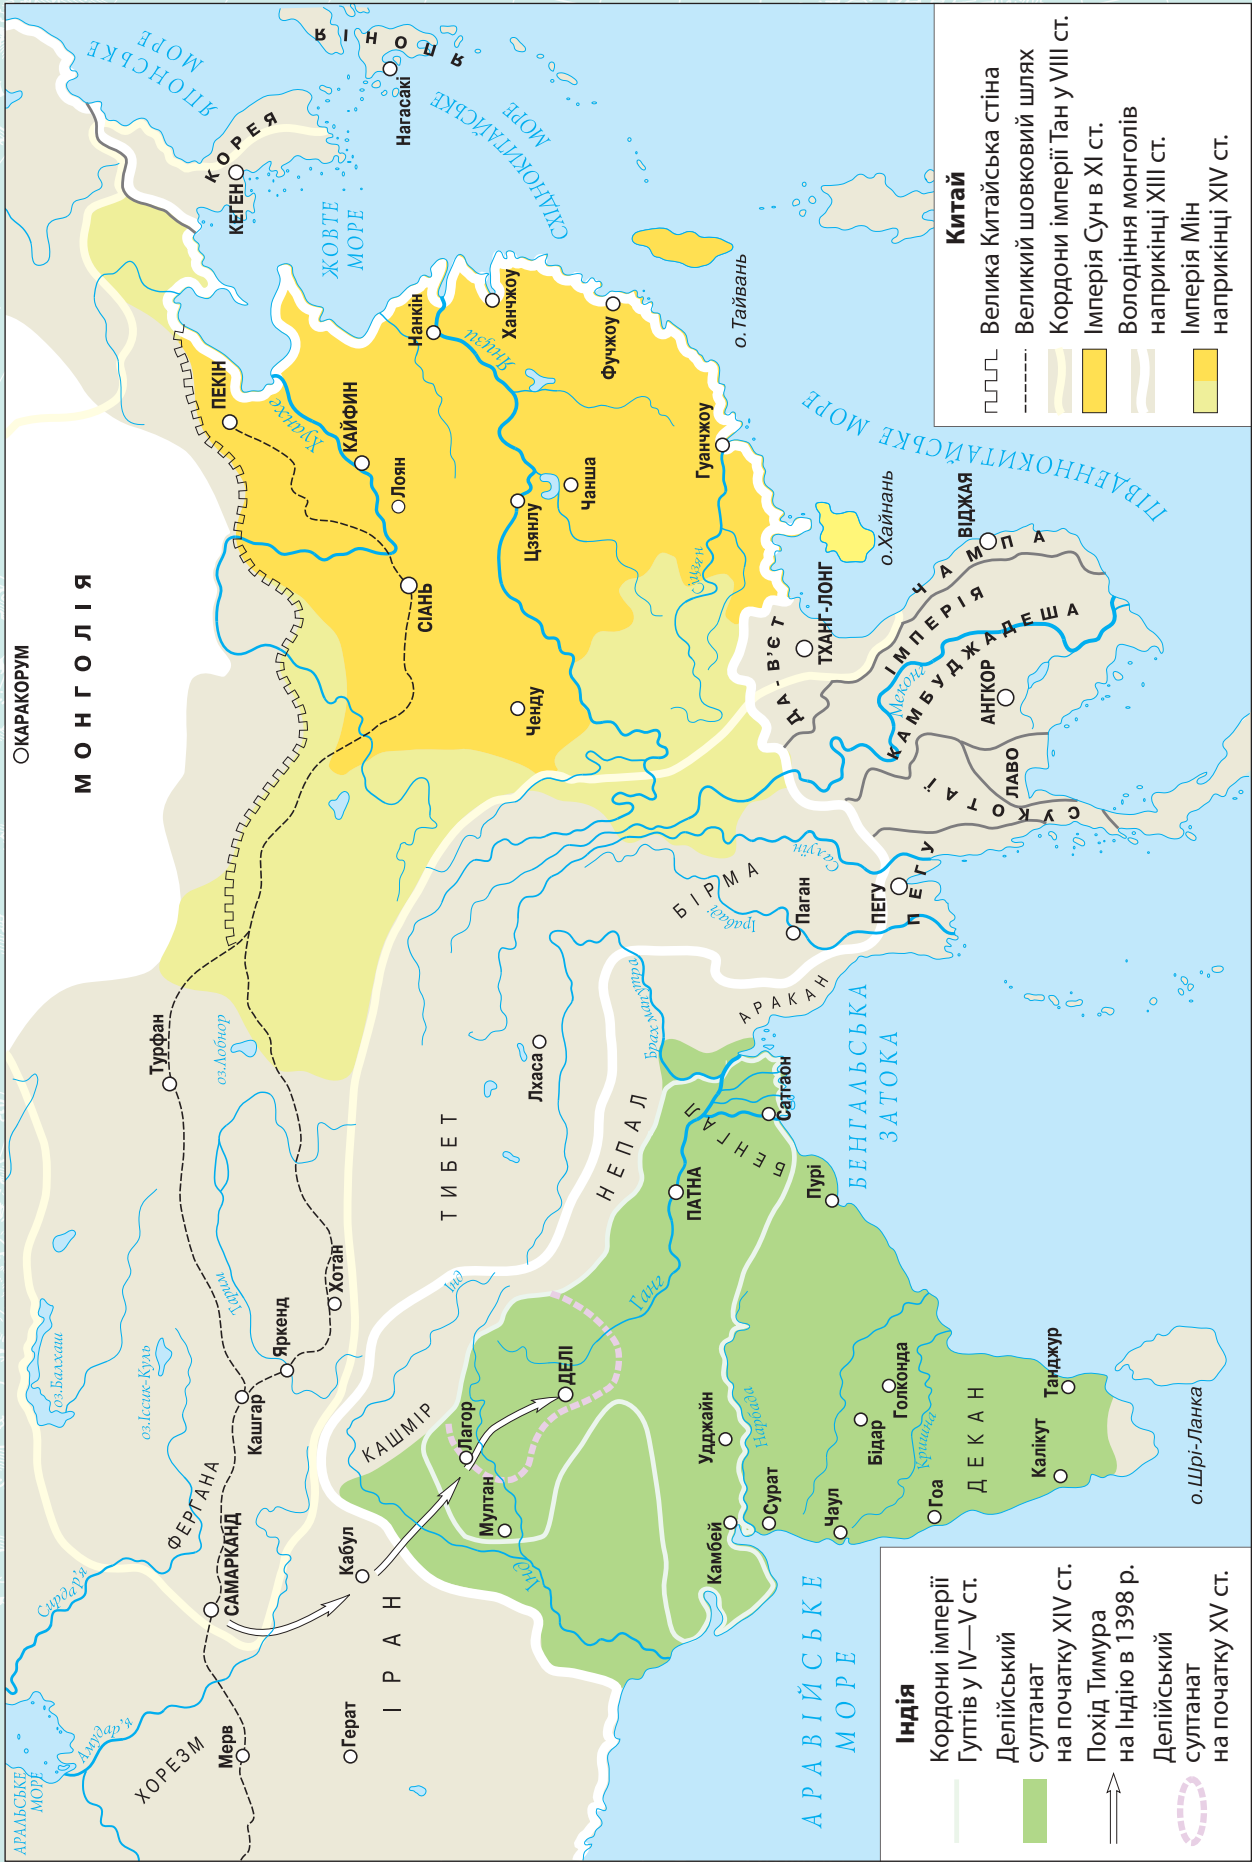 Китай
Велика Китайська стіна
Великий шовковий шлях
Кордони імперії Тан у VIII ст.
Імперія Сун в XI ст.
Володіння монголів
наприкінці XIII ст.
Імперія Мін
наприкінці XIV ст.
Індія
Кордони імперії
Гуптів у IV—V ст.
Делійський
султанат
на початку XIV ст.
Похід Тимура
на Індію в 1398 р.
Делійський
султанат
на початку XV ст.
АРАЛЬСЬКЕ
МОРЕ
Сирдар'я
Амудар'я
ХОРЕЗМ
Мерв
Герат
САМАРКАНД
ФЕРГАНА
Кабул
ІРАН
оз.Балхаш
оз.Іссик-Куль
Кашгар
Яркенд
Хотан
Тарим
Турфан
оз.Лобнор
КАРАКОРУМ
МОНГОЛІЯ
ТИБЕТ
Лхаса
НЕПАЛ
КАШМІР
Інд
Лагор
Мултан
Інд
ДЕЛІ
Ганг
ПАТНА
БЕНГАЛ
Сатгаон
Брахмапутра
Пурі
Удджайн
Нарбада
Камбей
Сурат
Чаул
Бідар
Голконда
Кришна
Гоа
ДЕКАН
Калікут
Танджур
о.Шрі-Ланка
АРАВІЙСЬКЕ
МОРЕ
БЕНГАЛЬСЬКА
ЗАТОКА
АРАКАН
БІРМА
Іраваді
Паган
Салуїн
ПЕГУ
ПЕГУ
СУКОТАЇ
ЛАВО
АНГКОР
ІМПЕРІЯ
КАМБУДЖАДЕША
Меконг
ЧАМПА
ВІДЖАЯ
ДА-В'ЄТ
ТХАНГ-ЛОНГ
о.Хайнань
ПІВДЕННОКИТАЙСЬКЕ МОРЕ
ПЕКІН
Хуанхе
КАЙФИН
Лоян
СІАНЬ
Ченду
Цзянлу
Чанша
Янцзи
Нанкін
Ханчжоу
Фучжоу
Гуанчжоу
Сицзян
о.Тайвань
ЖОВТЕ
МОРЕ
КОРЕЯ
КЕГЕН
ЯПОНСЬКЕ
МОРЕ
ЯПОНІЯ
Нагасакі
СХІДНОКИТАЙСЬКЕ
МОРЕ